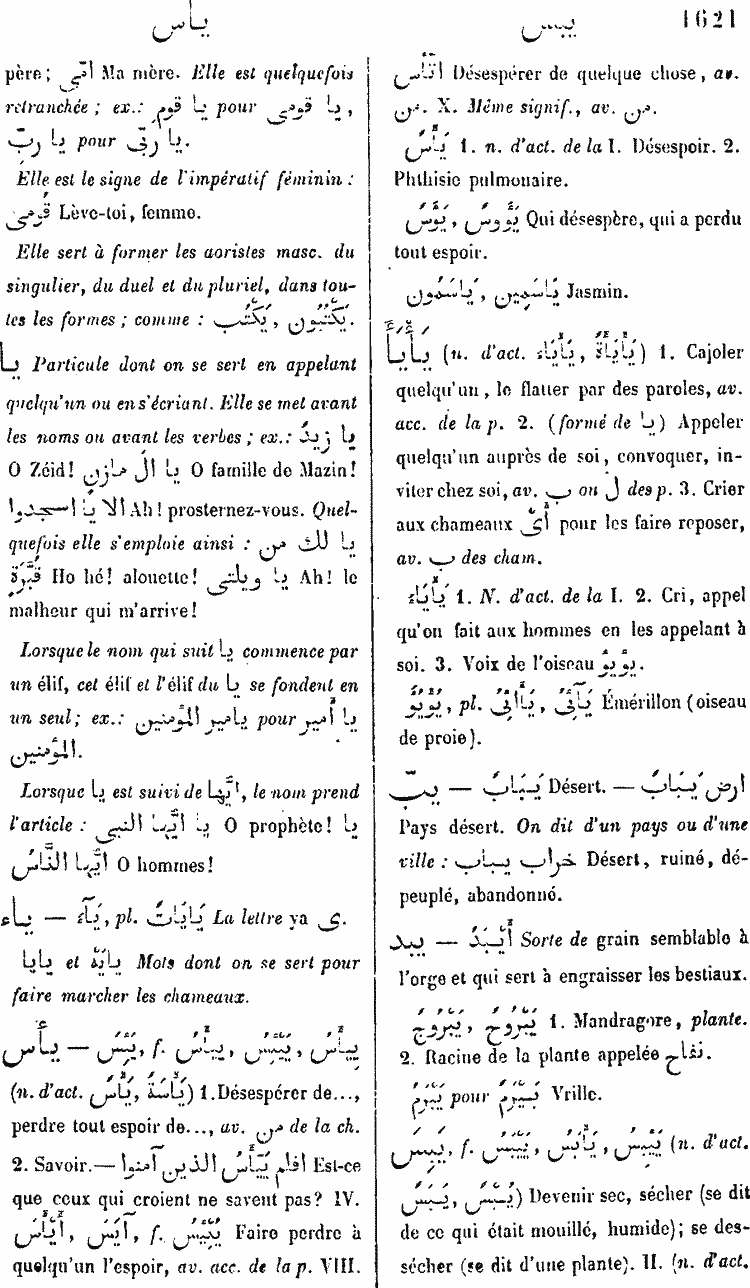 يأس
يبس 1621
père; اُمّي Ma mère. Elle est quelquefois
retranchée; ex.: يا قوم pour يا قومى,
يا ربّ pour يا ربّى.
Elle est le signe de l'impératif féminin:
قُومى Lève-toi, femme.
Elle sert à former les aoristes masc. du
singulier, du duel et du pluriel, dans tou-
tes les formes; comme: يَكْتُب, يَكْتُبُون.
يا Particule dont on se sert en appelant
quelqu'un ou en s'écriant. Elle se met avant
les noms ou avant les verbes; ex.: يا زيدُ
O Zéid! يا آل مازن O famille de Mazin!
الا يا اسجدوا Ah! prosternez-vous. Quel-
quefois elle s'emploie ainsi: يا لك من
قُبَّرَة Ho hé! alouette! يا ويلتى Ah! le
malheur qui m'arrive!
Lorsque le nom qui suit يا commence par
un élif, cet élif et l'élif du يا se fondent en
un seul; ex.: يامير المؤمنين pour يا أمير
المؤمنين.
Lorsque يا est suivi de ايّها, le nom prend
l'article: يا ايّها النبى O prophète! يا
ايّها النَّاسُ O hommes!
ياء — يَآء, pl. يَايَاتٌ La lettre ya ى.
يايا et يايَهْ Mots dont on se sert pour
faire marcher les chameaux.
يأس — يَئِسَ, f. يَيْأَسُ, يَيْئِسُ, يَيْأَسُ
(n. d'act. يَأْسٌ, يَأْسَةٌ) 1. Désespérer de...,
perdre tout espoir de..., av. من de la ch.
2. Savoir.— افلم يَيْأَسُ الذين آمنوا Est-ce
que ceux qui croient ne savent pas? IV.
أَيْأَسَ, آيَسَ, f. يُيْئِسُ Faire perdre à
quelqu'un l'espoir, av. acc. de la p. VIII.
اتّأس Désespérer de quelque chose, av.
من. X. Même signif., av. من.
يَأْسٌ 1. n. d'act. de la I. Désespoir. 2.
Phthisie pulmonaire.
يَؤُسٌ, يَؤُوسٌ Qui désespère, qui a perdu
tout espoir.
يَاسَمِين, يَاسَمُون Jasmin.
يَأْيَأَ (n. d'act. يَأْيَأَةٌ, يَأْيَاء) 1. Cajoler
quelqu'un, le flatter par des paroles, av.
acc. de la p. 2. (formé de يا) Appeler
quelqu'un auprès de soi, convoquer, in-
viter chez soi, av. ب ou ل des p. 3. Crier
aux chameaux أَىْ pour les faire reposer,
av. ب des cham.
يَأْيَاء 1. N. d'act. de la I. 2. Cri, appel
qu'on fait aux hommes en les appelant à
soi. 3. Voix de l'oiseau يؤيؤ.
يُؤْيُؤ, pl. يَآئِئُ, يَآئِى Émérillon (oiseau
de proie).
يبّ — يَبَابٌ Désert. — ارض يَبَابٌ
Pays désert. On dit d'un pays ou d'une
ville: خراب يباب Désert, ruiné, dé-
peuplé, abandonné.
يبد — أَيْبَدُ Sorte de grain semblable à
l'orge et qui sert à engraisser les bestiaux.
يَبْرُوح, يَبْرُوج 1. Mandragore, plante.
2. Racine de la plante appelée تفاح.
يَبْرَم pour بَيْرَم Vrille.
يَبِسَ, f. يَيْبِسُ, يَابَسُ, يَيْبَسُ (n. d'act.
يَبْسٌ, يُبْسٌ) Devenir sec, sécher (se dit
de ce qui était mouillé, humide); se des-
sécher (se dit d'une plante). II. (n. d'act.